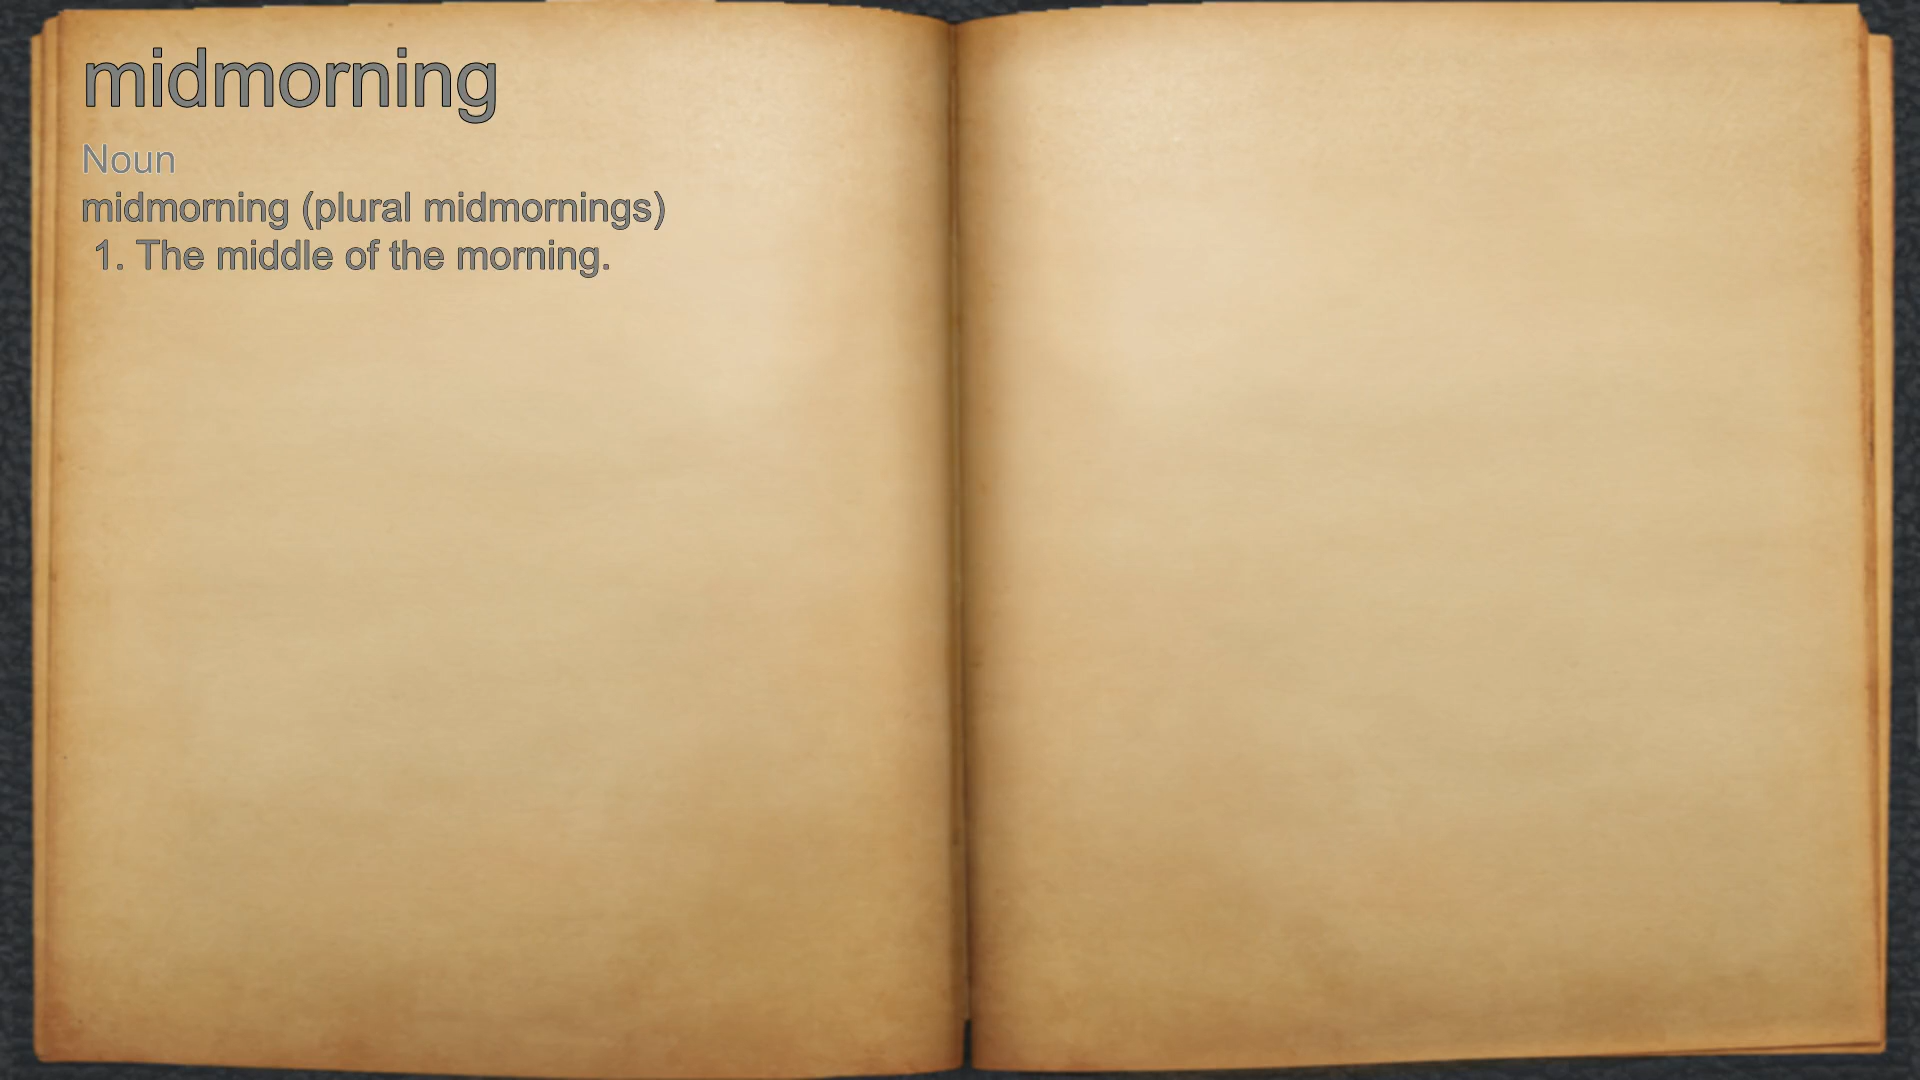 midmorning
Noun
midmorning (plural midmornings)
1. The middle of the morning.